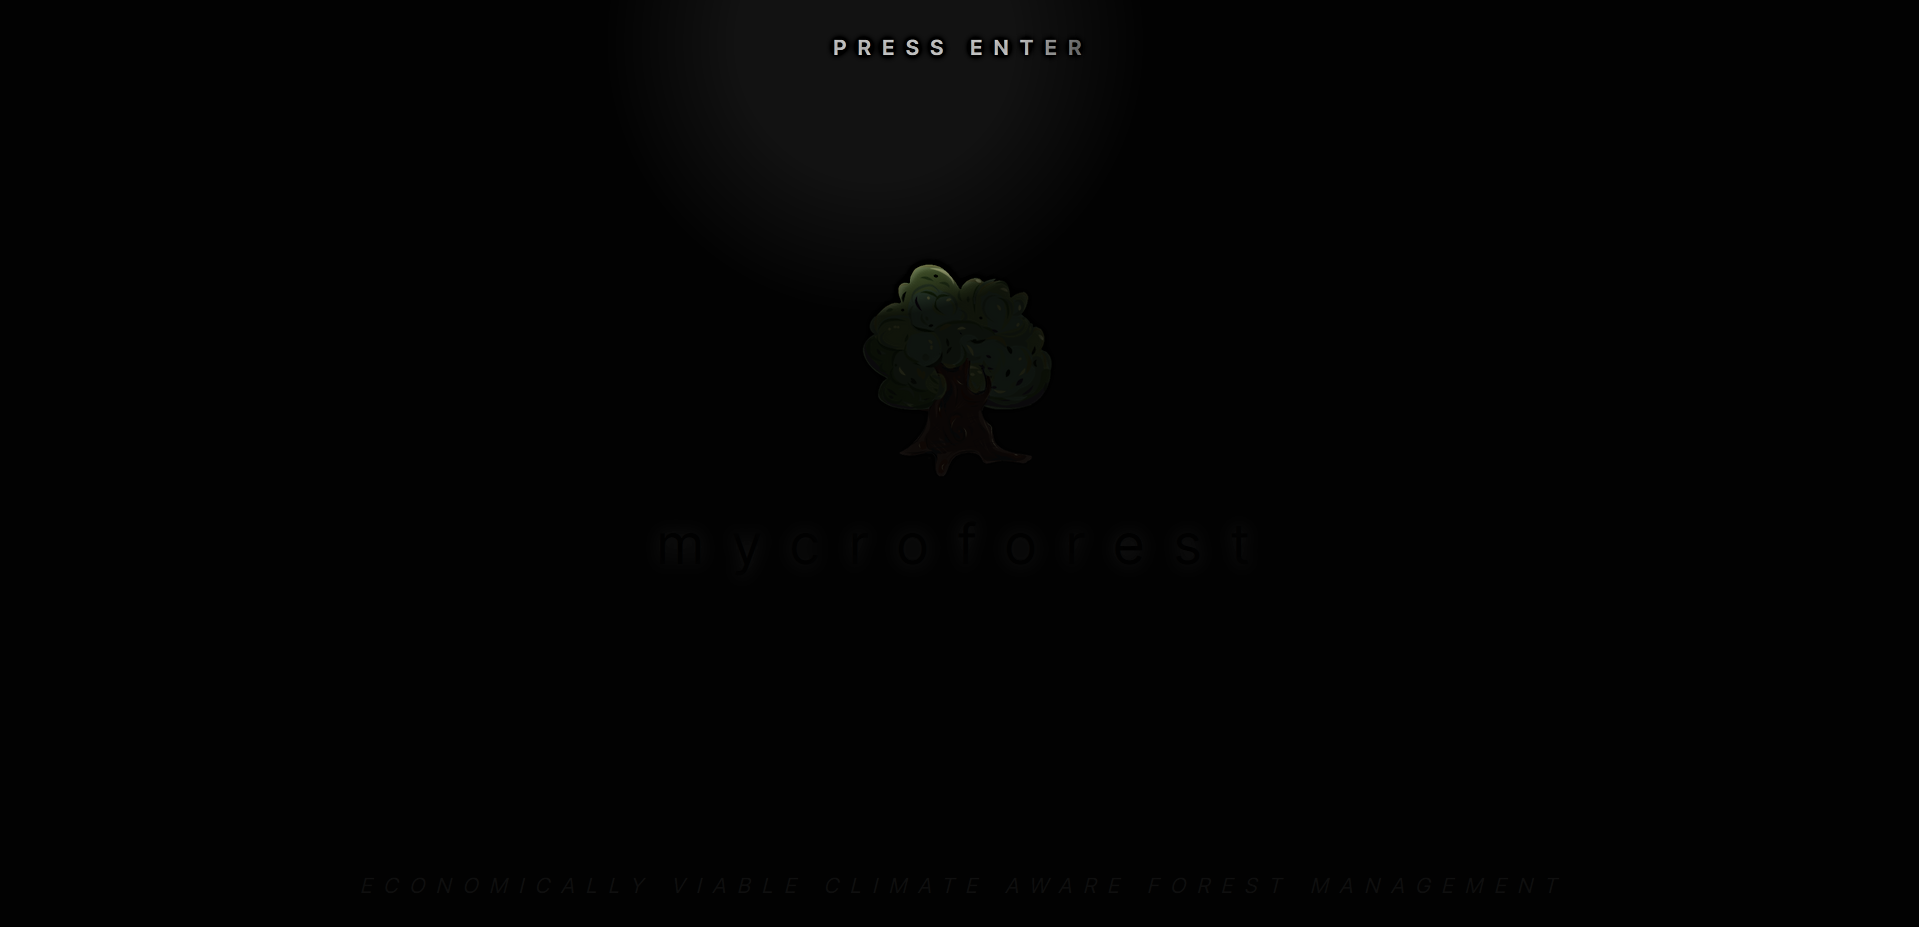 PRESS ENTER
mycroforest
ECONOMICALLY VIABLE CLIMATE AWARE FOREST MANAGEMENT